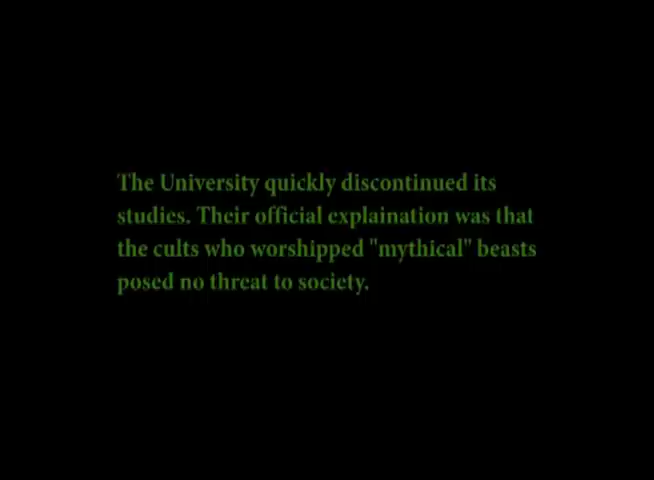 The University quickly discontinued its
studies. Their official explaination was that
the cults who worshipped "mythical" beasts
posed no threat to society.